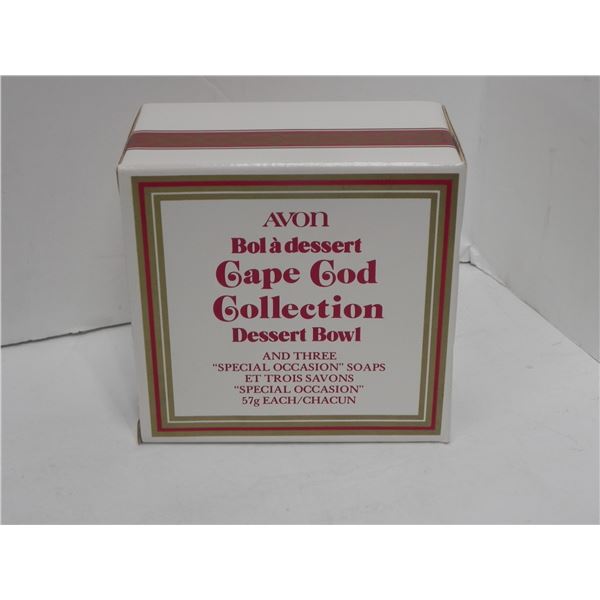 AVON
Bol à dessert
Cape Cod
Collection
Dessert Bowl
AND THREE
"SPECIAL OCCASION" SOAPS
ET TROIS SAVONS
"SPECIAL OCCASION"
57g EACH/CHACUN